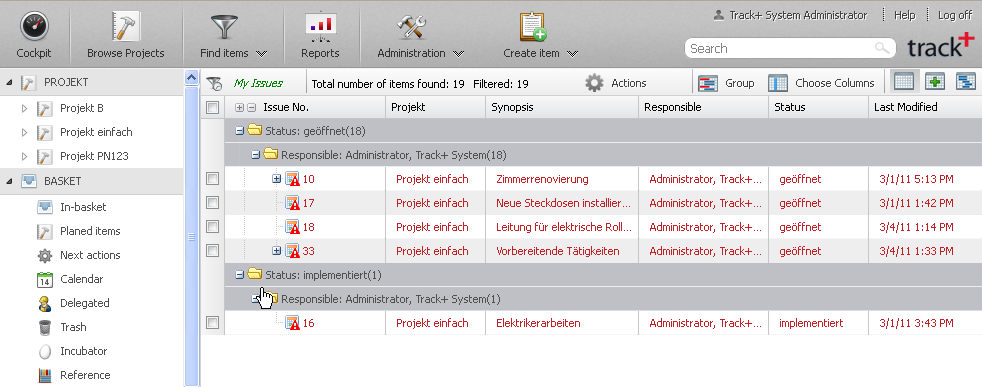 Track+ System Administrator Help Log off
Cockpit Browse Projects Find items Reports Administration Create item
Search track+
PROJEKT
Projekt B
Projekt einfach
Projekt PN123
BASKET
In-basket
Planed items
Next actions
14 Calendar
Delegated
Trash
Incubator
Reference
My Issues Total number of items found: 19 Filtered: 19 Actions Group Choose Columns
Issue No. Projekt Synopsis Responsible Status Last Modified
Status: geöffnet(18)
Responsible: Administrator, Track+ System(18)
10 Projekt einfach Zimmerrenovierung Administrator, Track+... geöffnet 3/1/11 5:13 PM
17 Projekt einfach Neue Steckdosen installier... Administrator, Track+... geöffnet 3/1/11 1:42 PM
18 Projekt einfach Leitung für elektrische Roll... Administrator, Track+... geöffnet 3/4/11 1:14 PM
33 Projekt einfach Vorbereitende Tätigkeiten Administrator, Track+... geöffnet 3/4/11 1:33 PM
Status: implementiert(1)
Responsible: Administrator, Track+ System(1)
16 Projekt einfach Elektrikerarbeiten Administrator, Track+... implementiert 3/1/11 3:43 PM